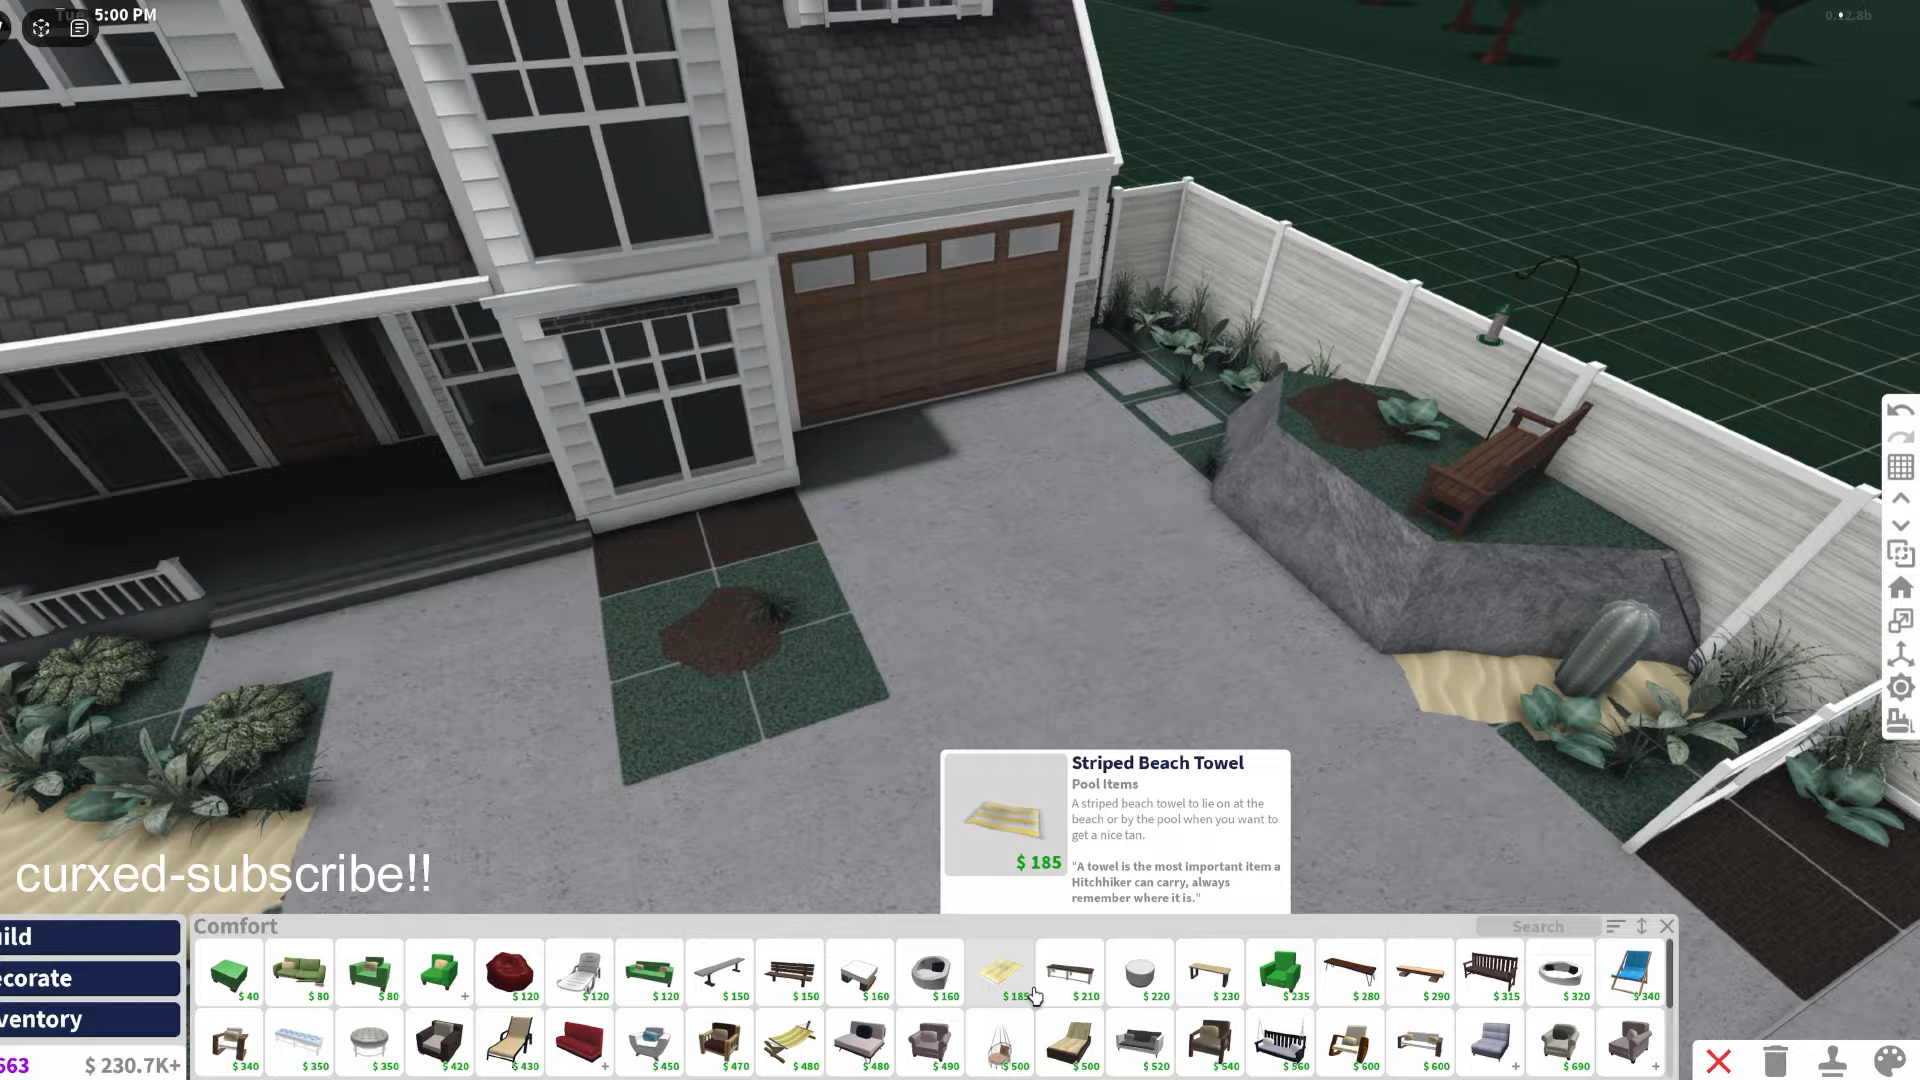 Tue, 5:00 PM
Striped Beach Towel
Pool Items
A striped beach towel to lie on at the
beach or by the pool when you want to
get a nice tan.
$ 185
"A towel is the most important item a
Hitchhiker can carry, always
remember where it is."
curxed-subscribe!!
uild
ecorate
ventory
663
$ 230.7K+
Comfort
Search
$ 40
$ 80
$ 80
+
$ 120
$ 120
$ 120
$ 150
$ 150
$ 160
$ 160
$ 185
$ 210
$ 220
$ 230
$ 235
$ 280
$ 290
$ 315
$ 320
$ 340
$ 340
$ 350
$ 350
$ 420
$ 430
+
$ 450
$ 470
$ 480
$ 480
$ 490
$ 500
$ 500
$ 520
$ 540
$ 560
$ 600
$ 600
+
$ 690
+